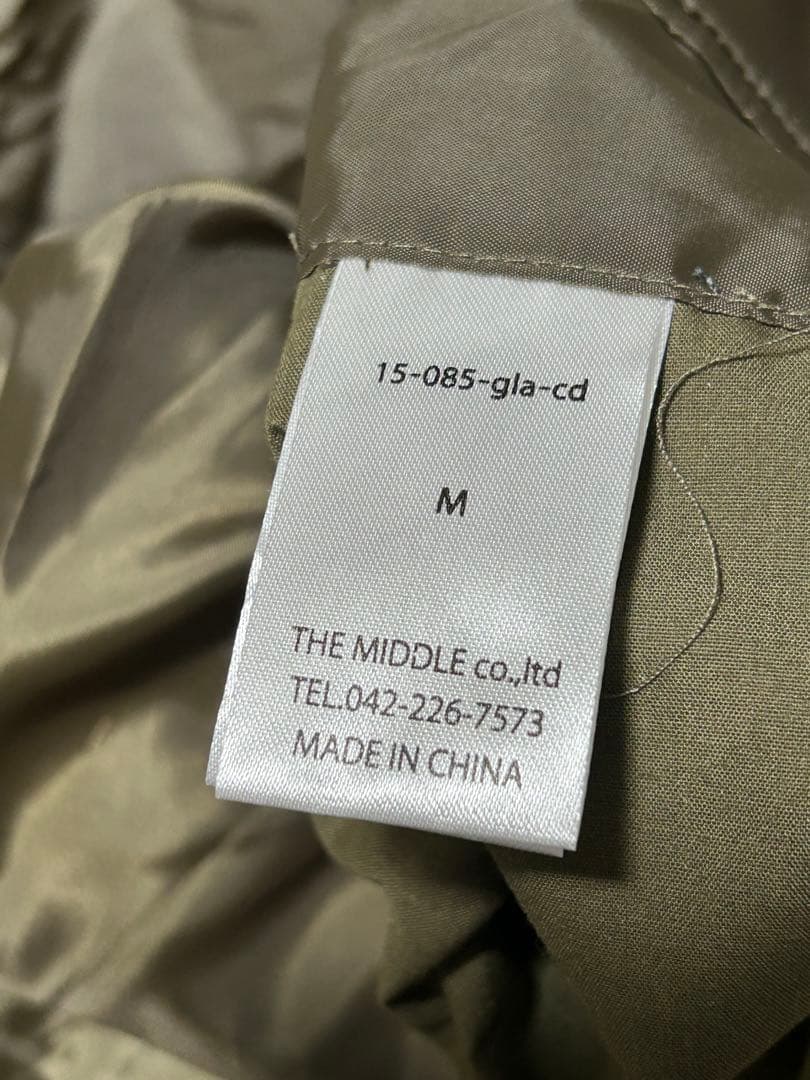 15-085-gla-cd
M
THE MIDDLE co.,ltd
TEL.042-226-7573
MADE IN CHINA